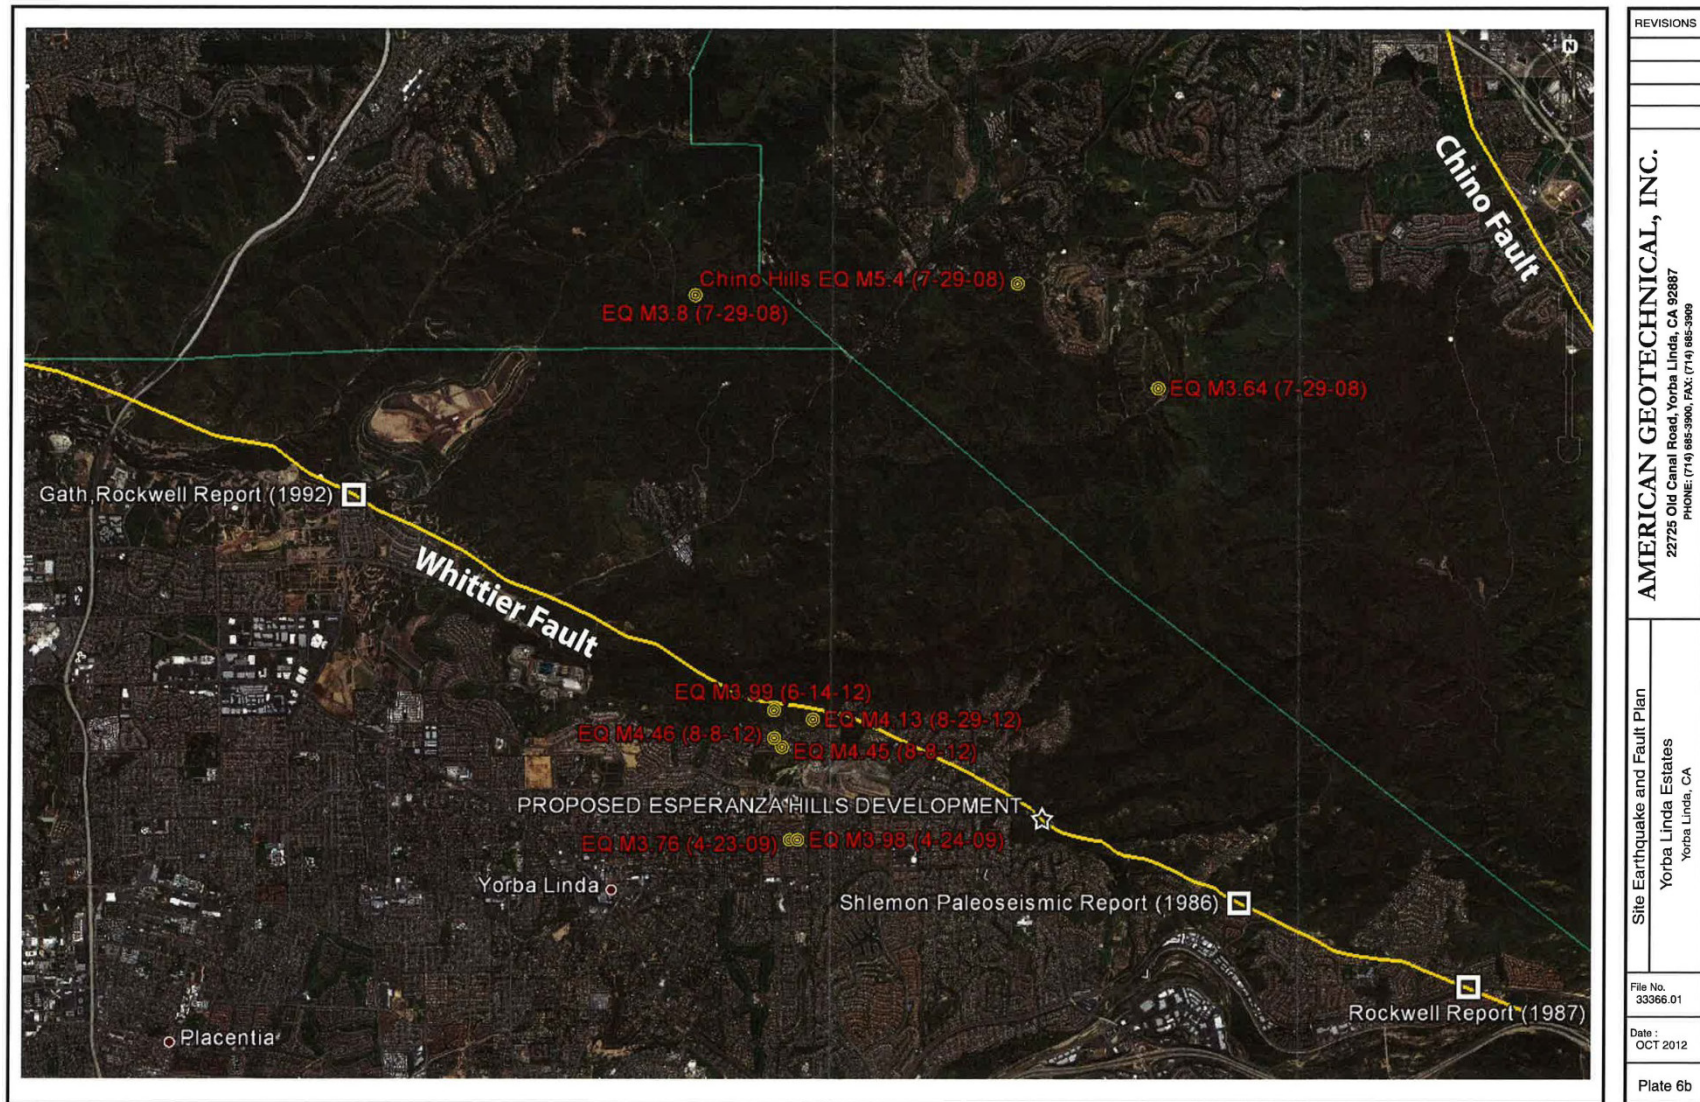 N
Chino Fault
Chino Hills EQ M5.4 (7-29-08)
EQ M3.8 (7-29-08)
EQ M3.64 (7-29-08)
Gath,Rockwell Report (1992)
Whittier Fault
EQ M3.99 (6-14-12)
EQ M4.13 (8-29-12)
EQ M4.46 (8-8-12)
EQ M4.45 (8-8-12)
PROPOSED ESPERANZA HILLS DEVELOPMENT
EQ M3.76 (4-23-09)
EQ M3.98 (4-24-09)
Yorba Linda
Shlemon Paleoseismic Report (1986)
Rockwell Report (1987)
Placentia
REVISIONS
AMERICAN GEOTECHNICAL, INC.
22725 Old Canal Road, Yorba Linda, CA 92887
PHONE: (714) 685-3900, FAX: (714) 685-3909
Site Earthquake and Fault Plan
Yorba Linda Estates
Yorba Linda, CA
File No.
33366.01
Date :
OCT 2012
Plate 6b